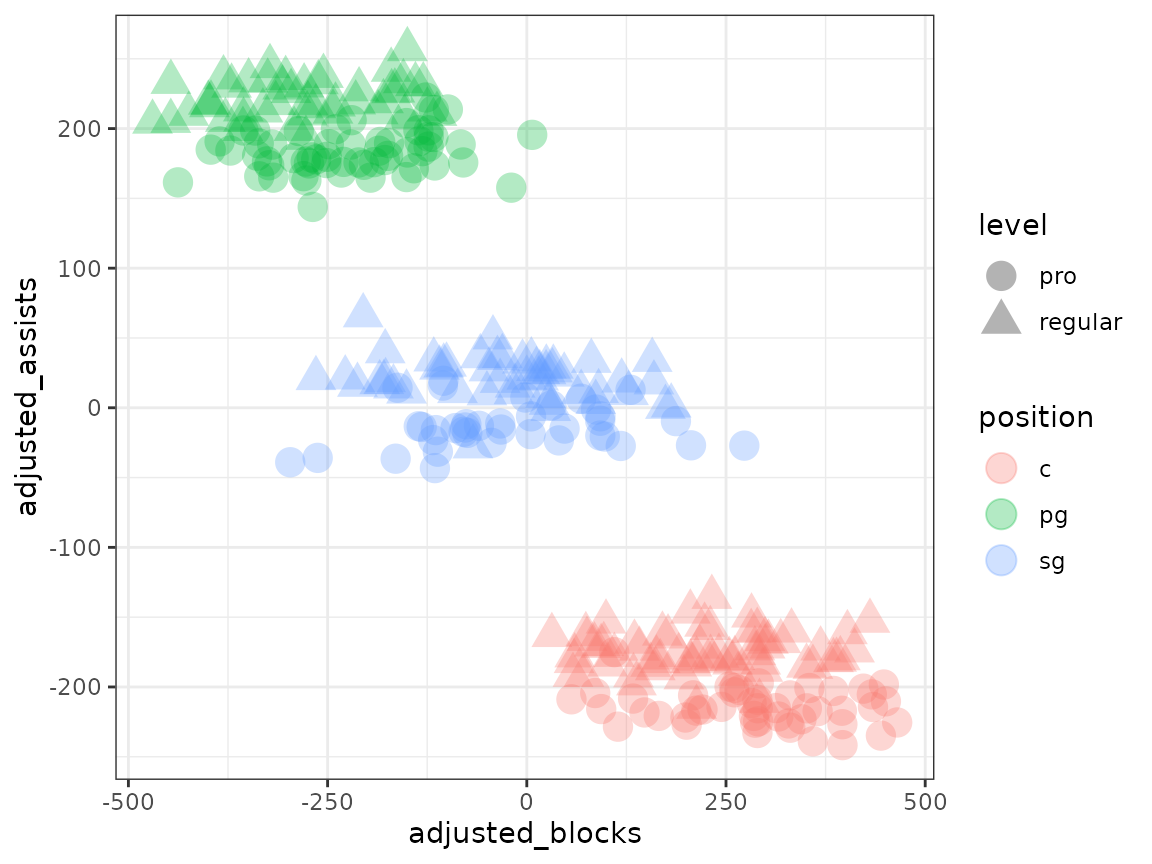 adjusted_assists
200
100
0
-100
-200
-500
-250
0
250
500
adjusted_blocks
level
pro
regular
position
c
pg
sg